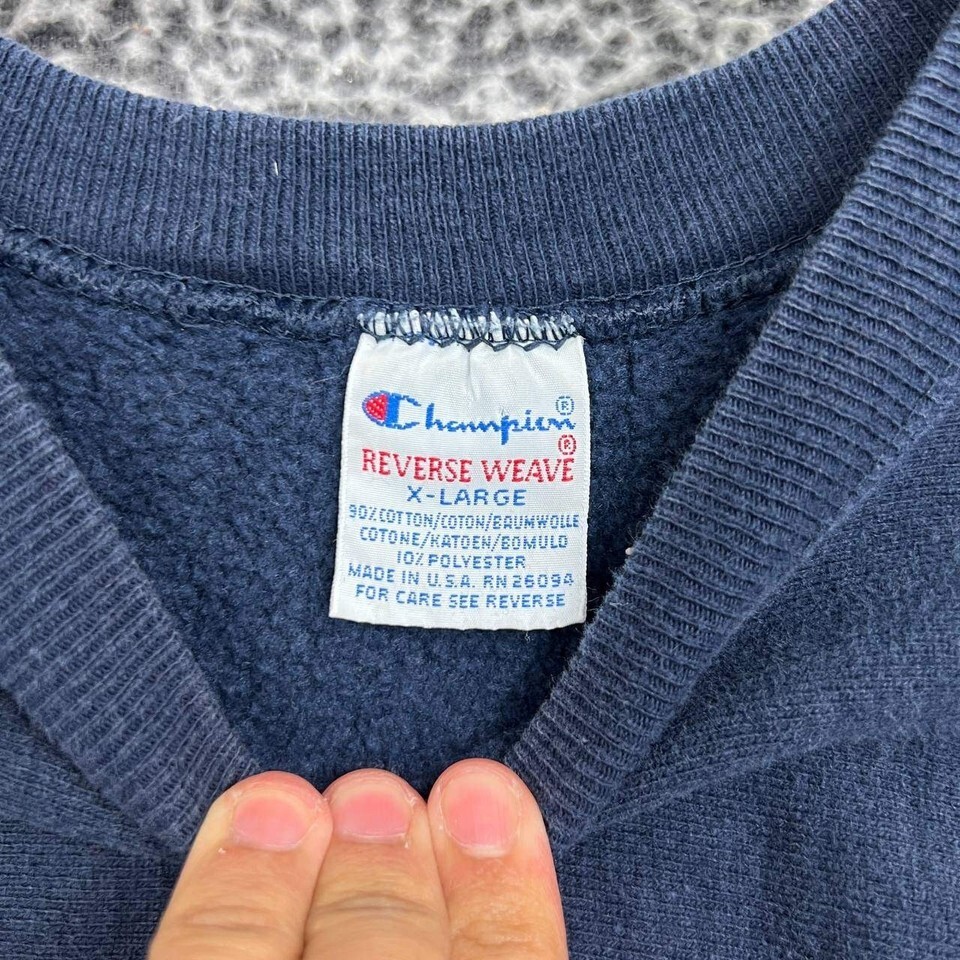 Champion®
REVERSE WEAVE®
X-LARGE
90% COTTON/COTON/BAUMWOLLE
COTONE/KATOEN/BOMULD
10% POLYESTER
MADE IN U.S.A. RN 26094
FOR CARE SEE REVERSE